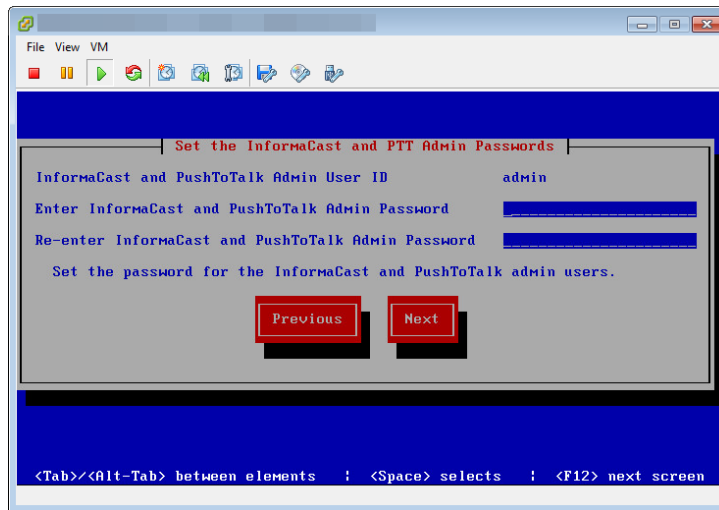 File View VM
Set the InformaCast and PTT Admin Passwords
InformaCast and PushToTalk Admin User ID admin
Enter InformaCast and PushToTalk Admin Password
Re-enter InformaCast and PushToTalk Admin Password
Set the password for the InformaCast and PushToTalk admin users.
Previous Next
<Tab>/<Alt-Tab> between elements ¦ <Space> selects ¦ <F12> next screen